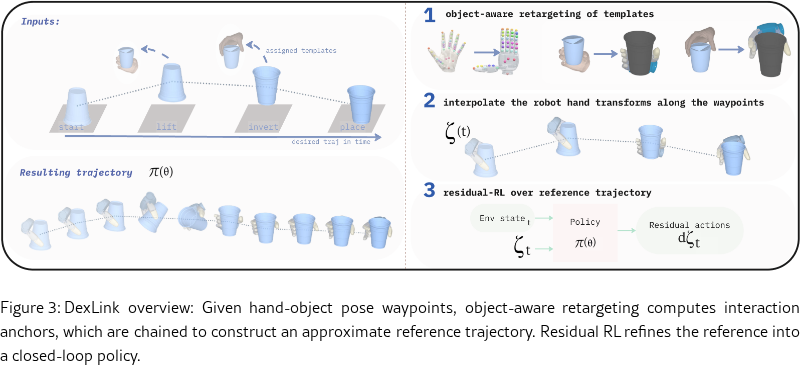 Inputs:
assigned templates
start
lift
invert
place
desired traj in time
Resulting trajectory π(θ)
1 object-aware retargeting of templates
2 interpolate the robot hand transforms along the waypoints
ζ(t)
3 residual-RL over reference trajectory
Env state t
ζt
Policy
π(θ)
Residual actions
dζt
Figure 3: DexLink overview: Given hand-object pose waypoints, object-aware retargeting computes interaction
anchors, which are chained to construct an approximate reference trajectory. Residual RL refines the reference into
a closed-loop policy.